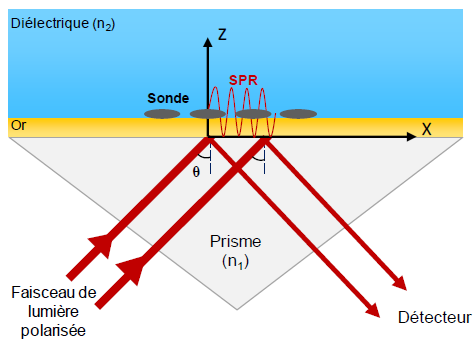 Diélectrique (n2)
Z
SPR
Sonde
Or
X
θ
Prisme
(n1)
Faisceau de
lumière
polarisée
Détecteur